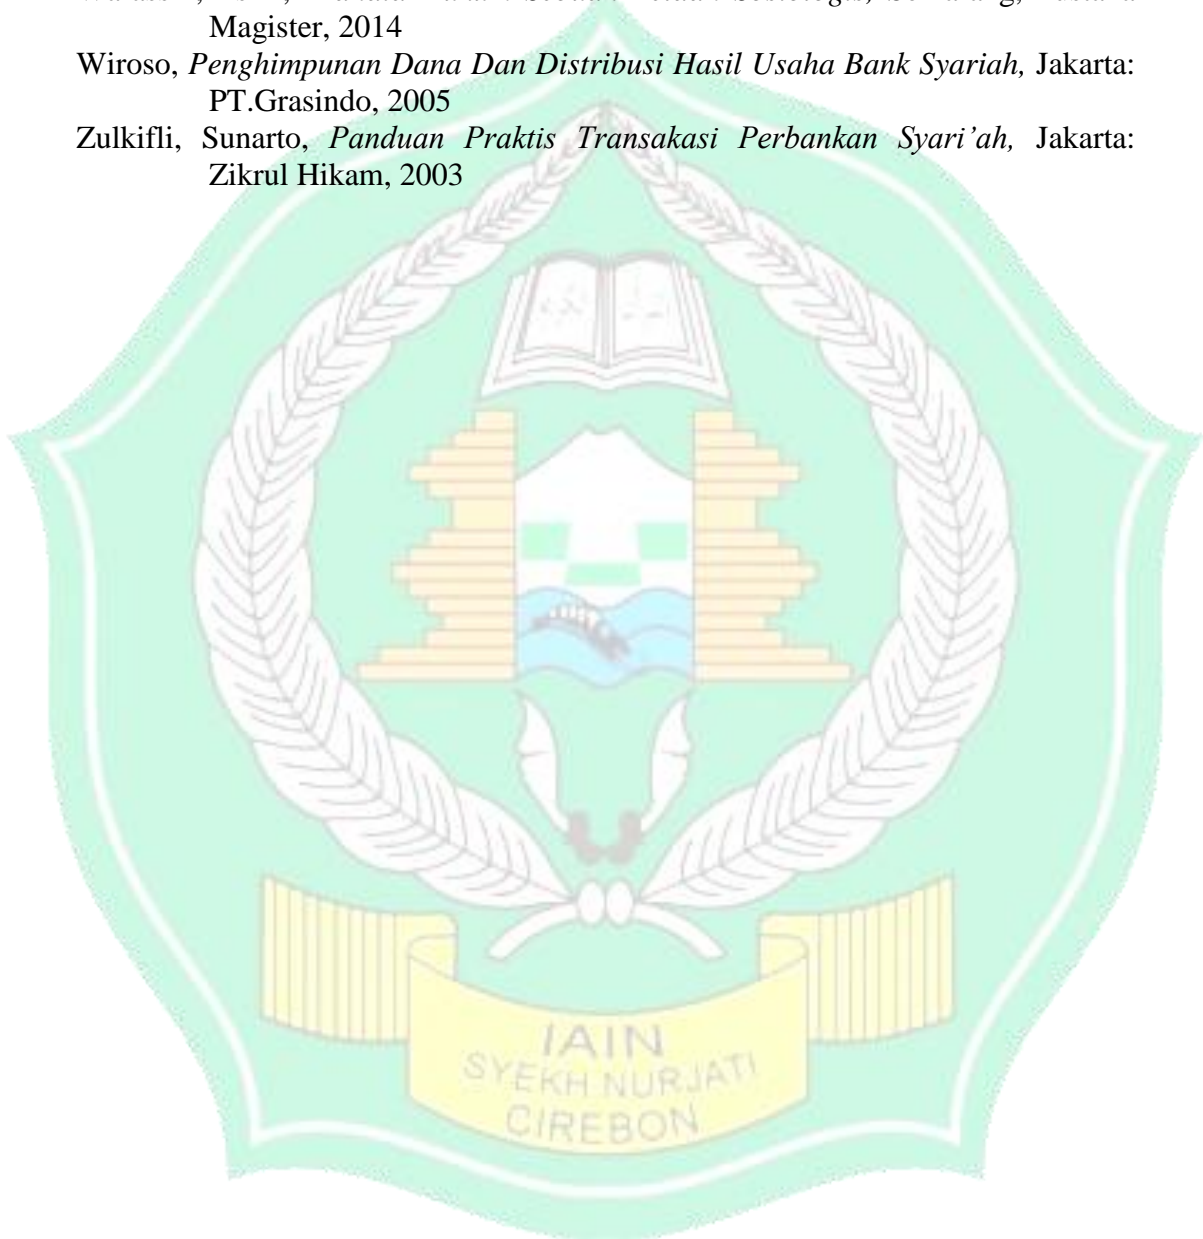 Magister, 2014
Wiroso, Penghimpunan Dana Dan Distribusi Hasil Usaha Bank Syariah, Jakarta:
PT.Grasindo, 2005
Zulkifli, Sunarto, Panduan Praktis Transakasi Perbankan Syari’ah, Jakarta:
Zikrul Hikam, 2003
IAIN
SYEKH NURJATI
CIREBON